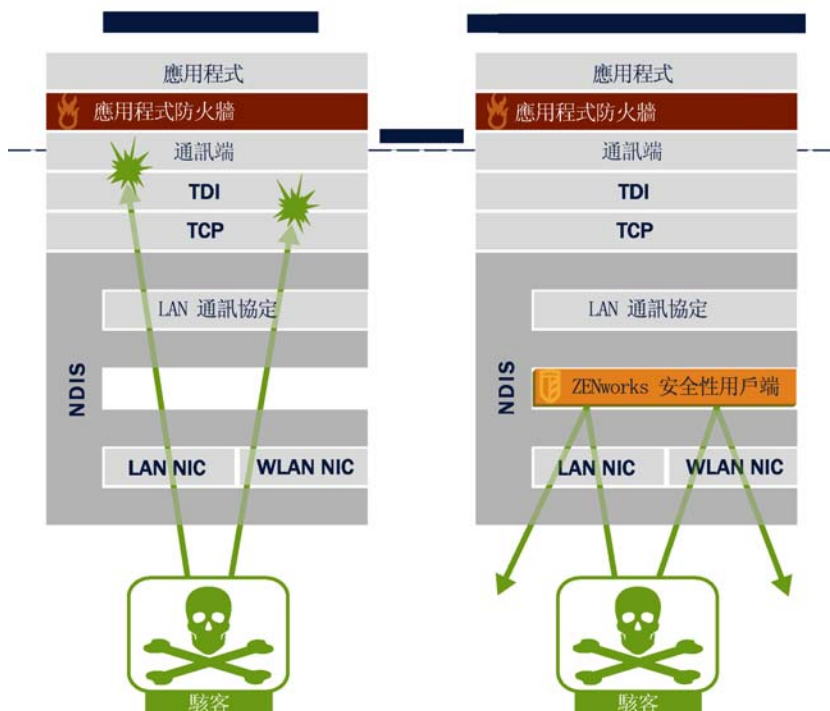 應用程式
應用程式防火牆
通訊端
TDI
TCP
LAN 通訊協定
NDIS
LAN NIC
WLAN NIC
駭客
應用程式
應用程式防火牆
通訊端
TDI
TCP
LAN 通訊協定
NDIS
ZENworks 安全性用戶端
LAN NIC
WLAN NIC
駭客